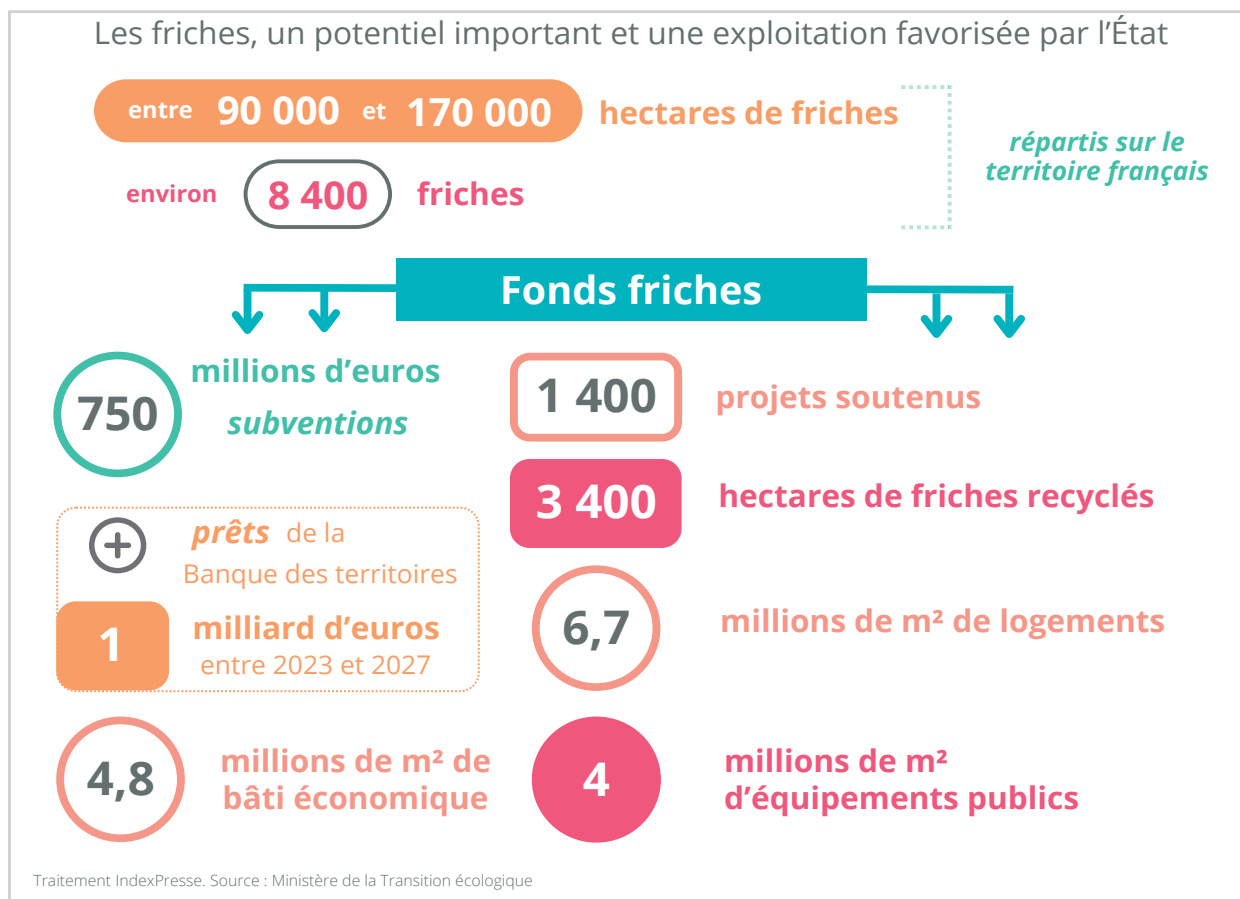 Les friches, un potentiel important et une exploitation favorisée par l’État
entre 90 000 et 170 000 hectares de friches
environ 8 400 friches
répartis sur le
territoire français
Fonds friches
750
millions d’euros
subventions
+
prêts de la
Banque des territoires
1
milliard d’euros
entre 2023 et 2027
4,8
millions de m² de
bâti économique
1 400
projets soutenus
3 400
hectares de friches recyclés
6,7
millions de m² de logements
4
millions de m²
d’équipements publics
Traitement IndexPresse. Source : Ministère de la Transition écologique